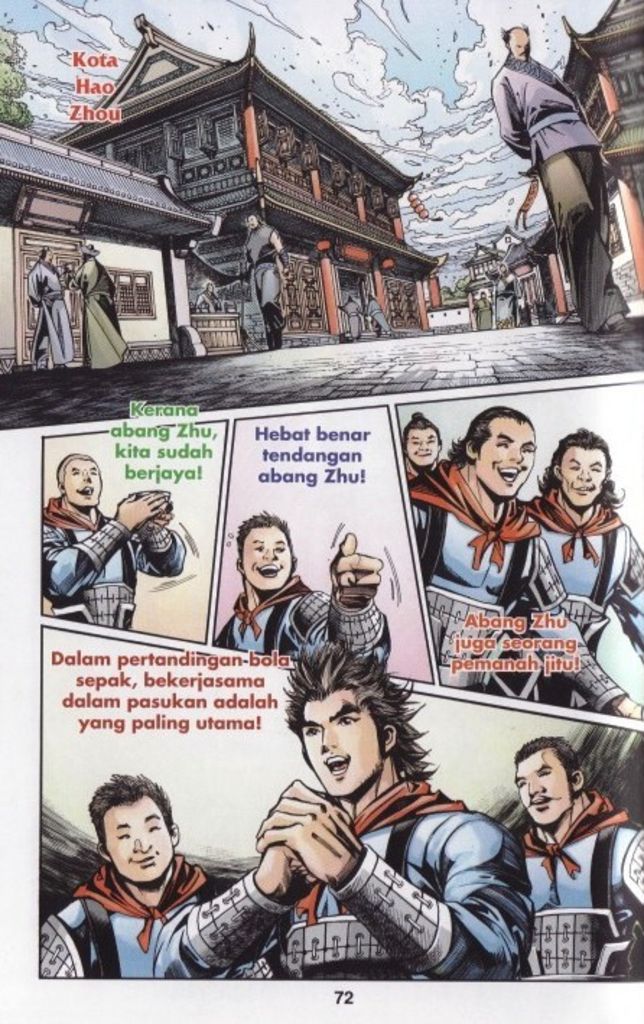 Kota
Hao
Zhou
Kerana
abang Zhu,
kita sudah
berjaya!
Hebat benar
tendangan
abang Zhu!
Abang Zhu
juga seorang
pemanah jitu!
Dalam pertandingan bola
sepak, bekerjasama
dalam pasukan adalah
yang paling utama!
72